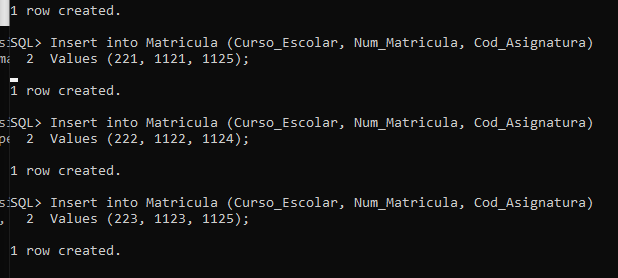 1 row created.
SQL> Insert into Matricula (Curso_Escolar, Num_Matricula, Cod_Asignatura)
2 Values (221, 1121, 1125);
1 row created.
SQL> Insert into Matricula (Curso_Escolar, Num_Matricula, Cod_Asignatura)
2 Values (222, 1122, 1124);
1 row created.
SQL> Insert into Matricula (Curso_Escolar, Num_Matricula, Cod_Asignatura)
2 Values (223, 1123, 1125);
1 row created.